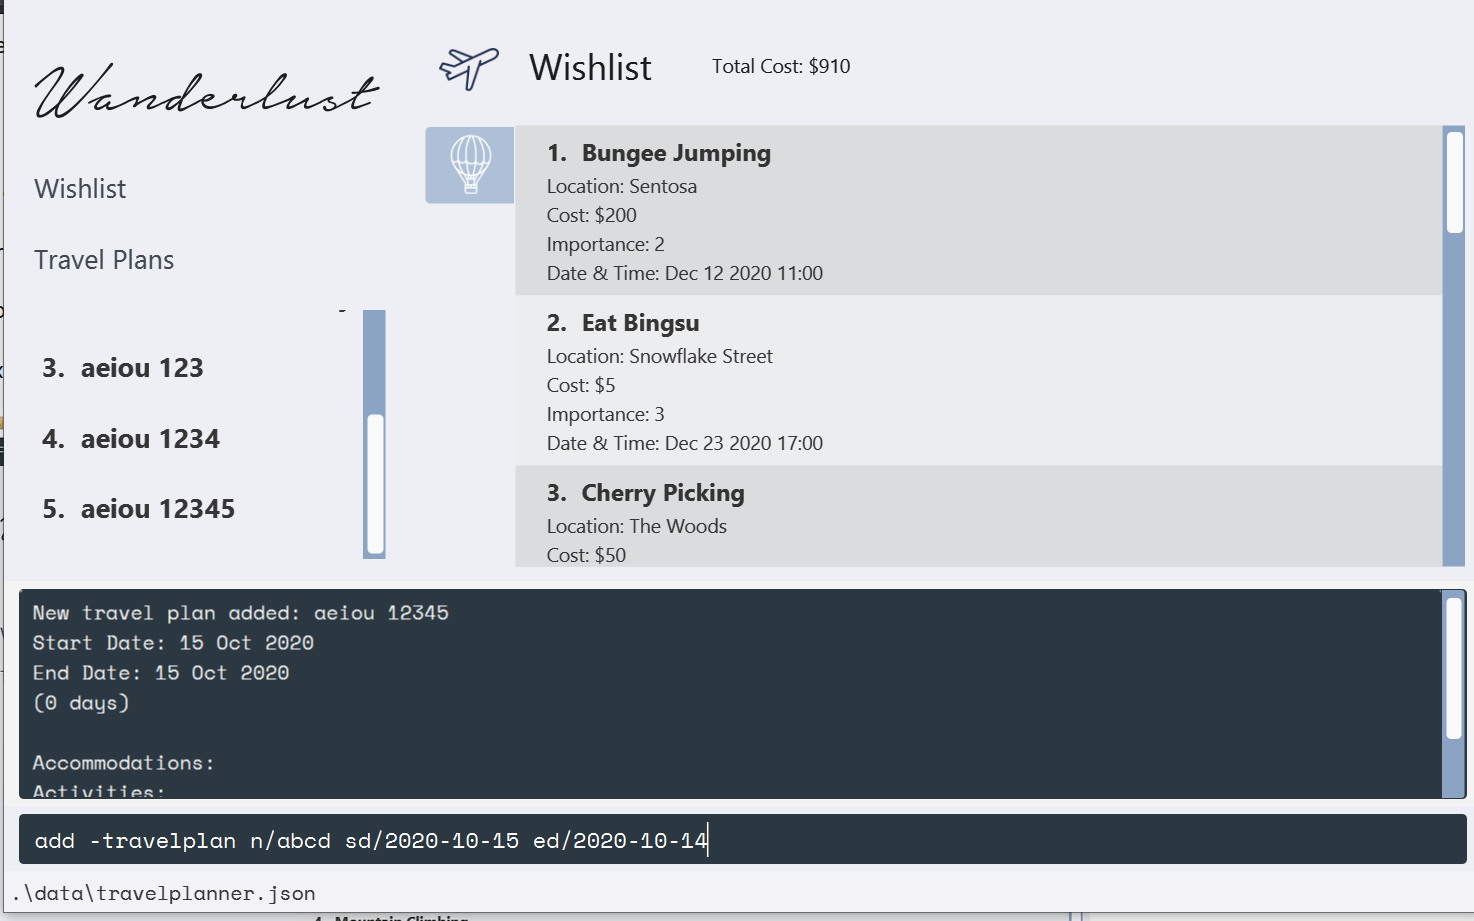 Wanderlust
Wishlist
Travel Plans
3. aeiou 123
4. aeiou 1234
5. aeiou 12345
Wishlist
Total Cost: $910
1. Bungee Jumping
Location: Sentosa
Cost: $200
Importance: 2
Date & Time: Dec 12 2020 11:00
2. Eat Bingsu
Location: Snowflake Street
Cost: $5
Importance: 3
Date & Time: Dec 23 2020 17:00
3. Cherry Picking
Location: The Woods
Cost: $50
New travel plan added: aeiou 12345
Start Date: 15 Oct 2020
End Date: 15 Oct 2020
(0 days)
Accommodations:
Activities:
add -travelplan n/abcd sd/2020-10-15 ed/2020-10-14
.\data\travelplanner.json
4. Mountain Climbing